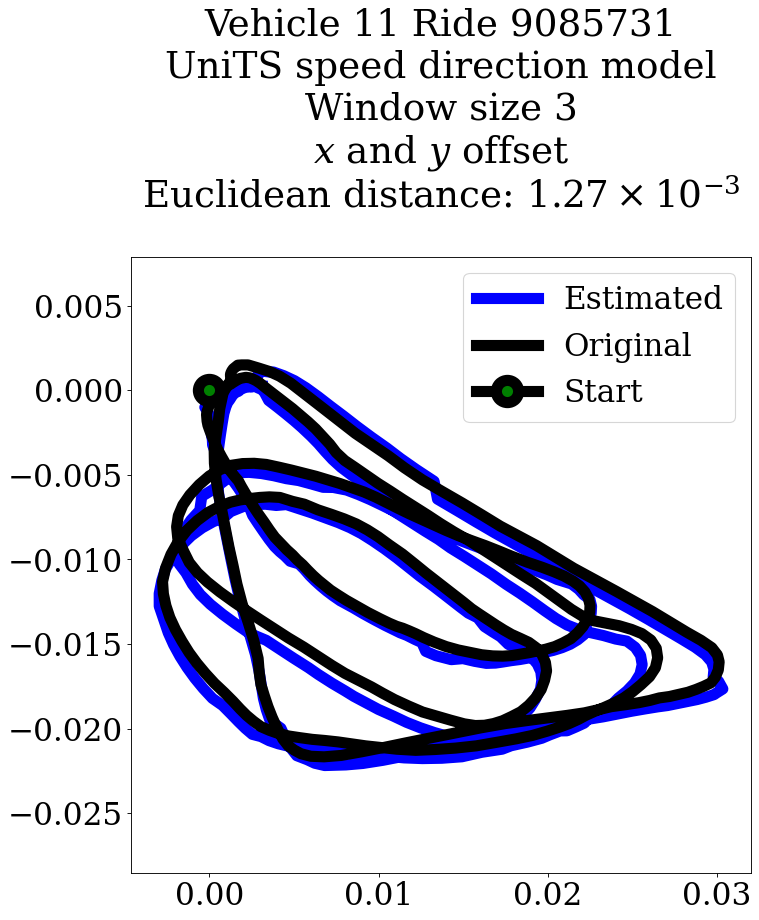 Vehicle 11 Ride 9085731
UniTS speed direction model
Window size 3
x and y offset
Euclidean distance: 1.27 × 10⁻³
Estimated
Original
Start
0.005
0.000
−0.005
−0.010
−0.015
−0.020
−0.025
0.00 0.01 0.02 0.03